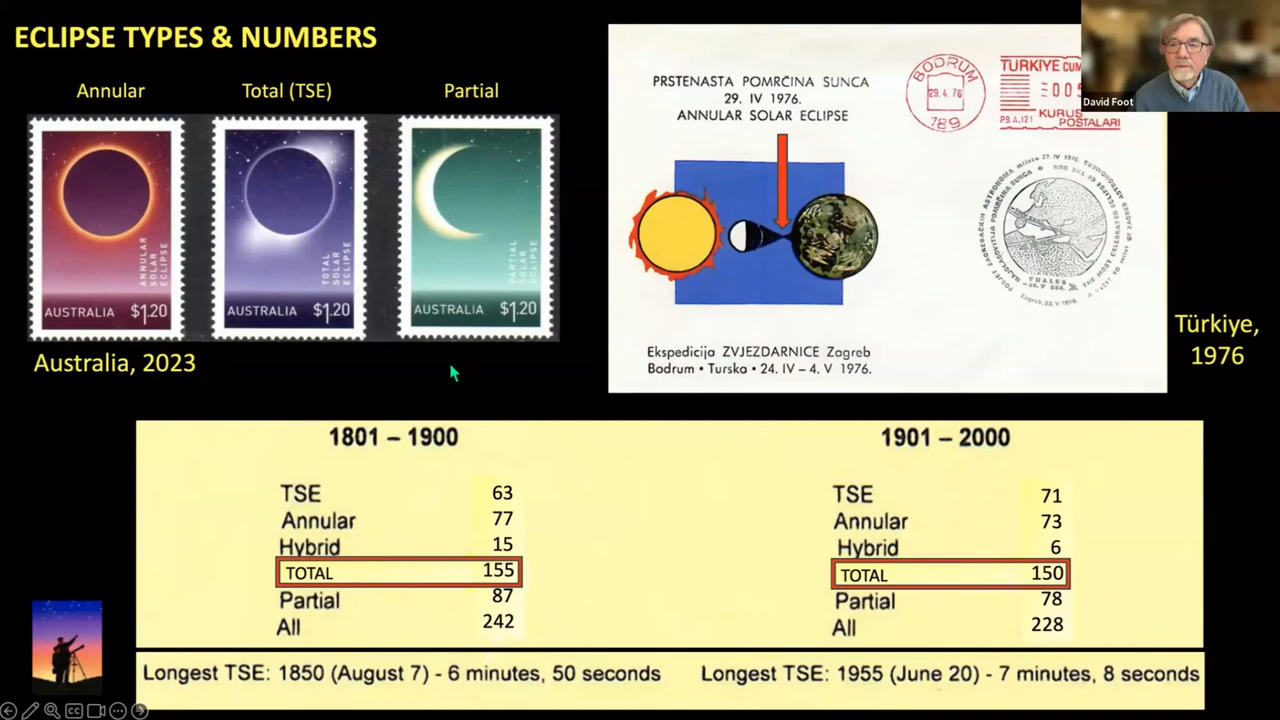 ECLIPSE TYPES & NUMBERS
Annular
Total (TSE)
Partial
ANNULAR
SOLAR
ECLIPSE
AUSTRALIA $1.20
TOTAL
SOLAR
ECLIPSE
AUSTRALIA $1.20
PARTIAL
SOLAR
ECLIPSE
AUSTRALIA $1.20
Australia, 2023
PRSTENASTA POMRČINA SUNCA
29. IV 1976.
ANNULAR SOLAR ECLIPSE
Ekspedicija ZVJEZDARNICE Zagreb
Bodrum • Turska • 24. IV – 4. V 1976.
BODRUM
29.4.76
789
TÜRKIYE CUM
005
KURUŞ
POSTALARI
THALES
Zagreb,
David Foot
Türkiye,
1976
1801 – 1900
TSE 63
Annular 77
Hybrid 15
TOTAL 155
Partial 87
All 242
1901 – 2000
TSE 71
Annular 73
Hybrid 6
TOTAL 150
Partial 78
All 228
Longest TSE: 1850 (August 7) - 6 minutes, 50 seconds
Longest TSE: 1955 (June 20) - 7 minutes, 8 seconds